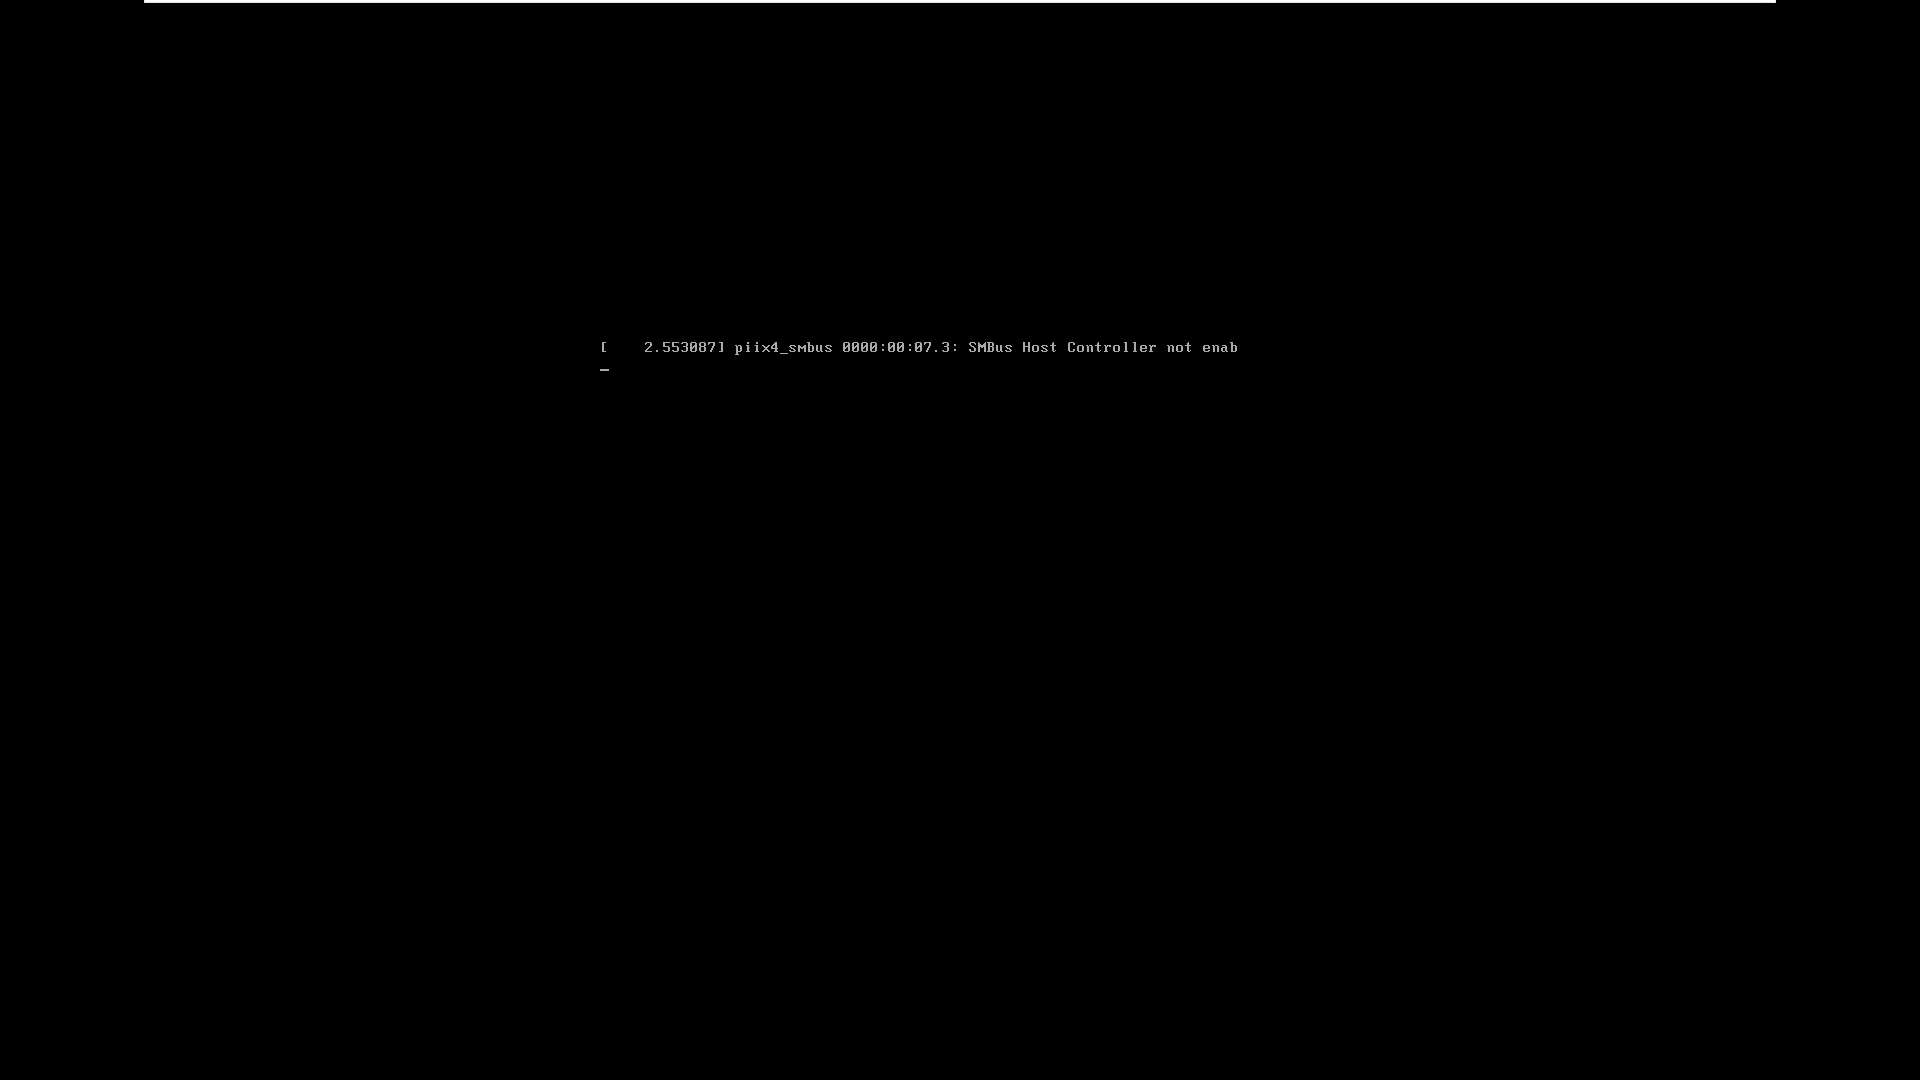 [    2.553087] piix4_smbus 0000:00:07.3: SMBus Host Controller not enab
_